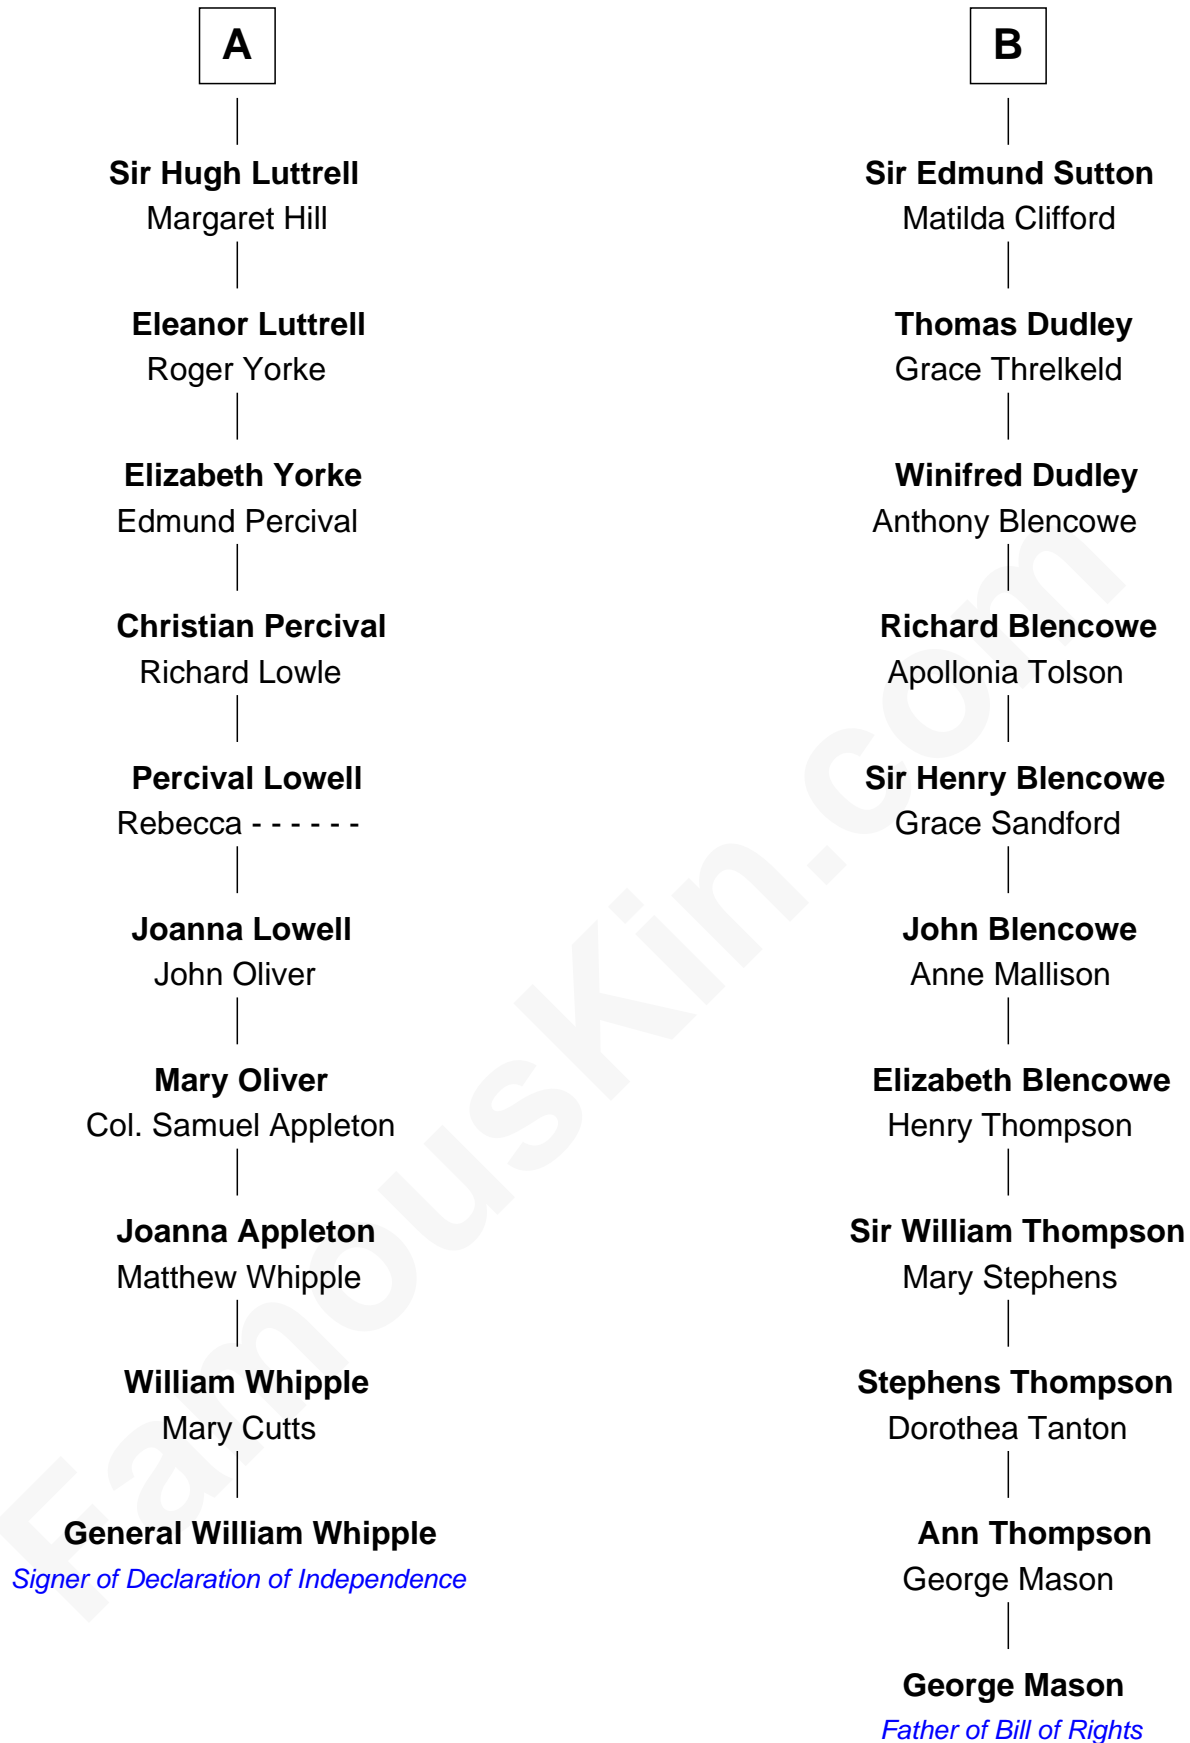 A
Sir Hugh Luttrell
Margaret Hill
Eleanor Luttrell
Roger Yorke
Elizabeth Yorke
Edmund Percival
Christian Percival
Richard Lowle
Percival Lowell
Rebecca - - - - - -
Joanna Lowell
John Oliver
Mary Oliver
Col. Samuel Appleton
Joanna Appleton
Matthew Whipple
William Whipple
Mary Cutts
General William Whipple
Signer of Declaration of Independence
B
Sir Edmund Sutton
Matilda Clifford
Thomas Dudley
Grace Threlkeld
Winifred Dudley
Anthony Blencowe
Richard Blencowe
Apollonia Tolson
Sir Henry Blencowe
Grace Sandford
John Blencowe
Anne Mallison
Elizabeth Blencowe
Henry Thompson
Sir William Thompson
Mary Stephens
Stephens Thompson
Dorothea Tanton
Ann Thompson
George Mason
George Mason
Father of Bill of Rights
FamousKin.com